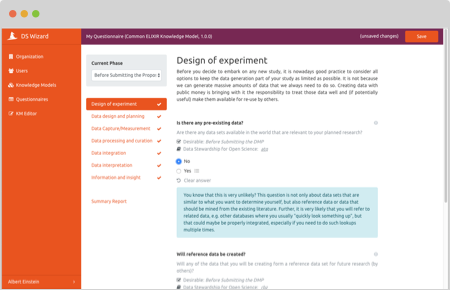 DS Wizard
My Questionnaire (Common ELIXIR Knowledge Model, 1.0.0)
(unsaved changes)
Save
Organization
Users
Knowledge Models
Questionnaires
KM Editor
Albert Einstein
Current Phase
Before Submitting the Propo
Design of experiment
Data design and planning
Data Capture/Measurement
Data processing and curation
Data integration
Data interpretation
Information and insight
Summary Report
Design of experiment
Before you decide to embark on any new study, it is nowadays good practice to consider all
options to keep the data generation part of your study as limited as possible. It is not because
we can generate massive amounts of data that we always need to do so. Creating data with
public money is bringing with it the responsibility to treat those data well and (if potentially
useful) make them available for re-use by others.
Is there any pre-existing data?
Are there any data sets available in the world that are relevant to your planned research?
Desirable: Before Submitting the DMP
Data Stewardship for Open Science:
No
Yes
Clear answer
You know that this is very unlikely? This question is not only about data sets that are
similar to what you want to determine yourself, but also reference data or data that
should be mined from the existing literature. Further, it is very likely that you will refer to
related data, e.g. other databases where you usually "quickly look something up", but
that could maybe be properly integrated, especially if you need to do such lookups
multiple times.
Will reference data be created?
Will any of the data that you will be creating form a reference data set for future research (by
others)?
Desirable: Before Submitting the DMP
Data Stewardship for Open Science: